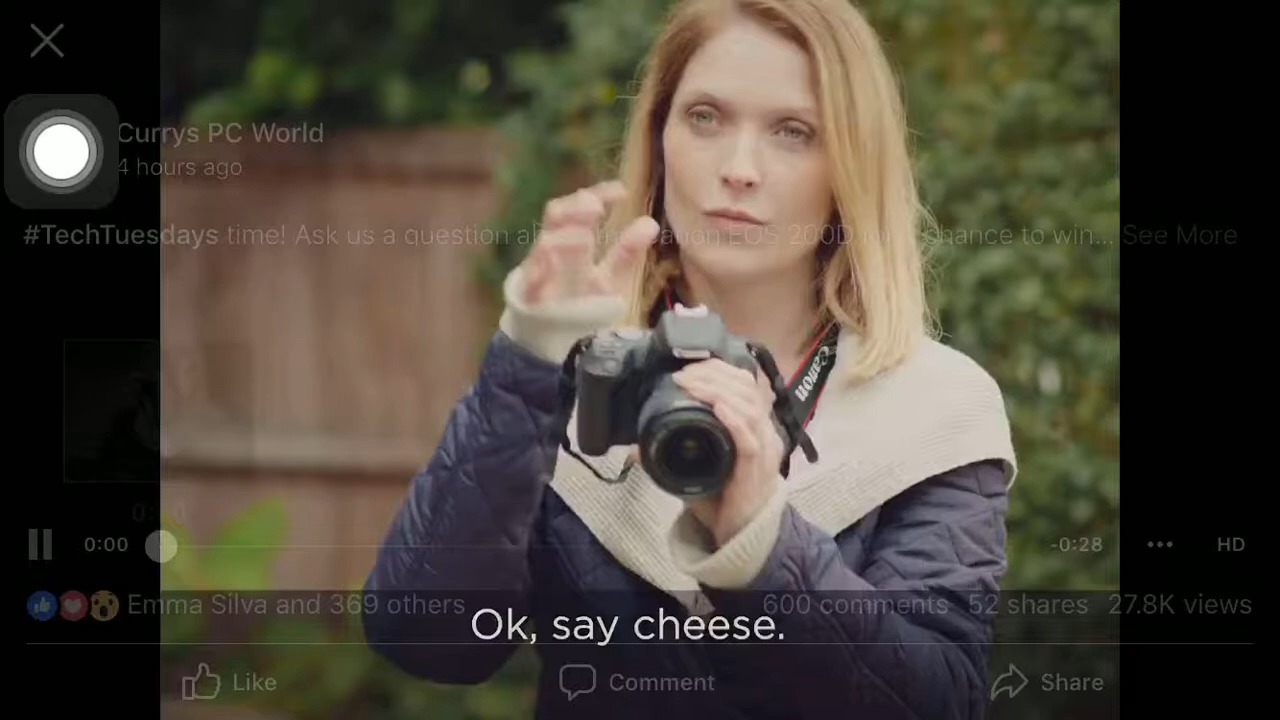 Currys PC World
4 hours ago
#TechTuesdays time! Ask us a question ab
chance to win... See More
Canon
0:00
-0:28
HD
Emma Silva and 369 others
600 comments 52 shares 27.8K views
Ok, say cheese.
Like
Comment
Share